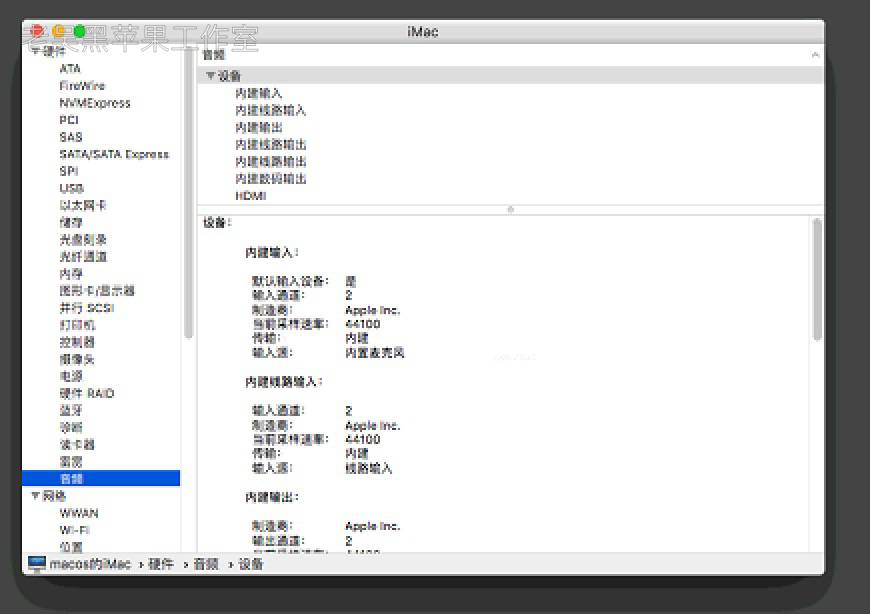 老吴黑苹果工作室
iMac
硬件
ATA
FireWire
NVMExpress
PCI
SAS
SATA/SATA Express
SPI
USB
以太网卡
储存
光盘刻录
光纤通道
内存
图形卡/显示器
并行 SCSI
打印机
控制器
摄像头
电源
硬件 RAID
蓝牙
诊断
读卡器
雷雳
音频
网络
WWAN
Wi-Fi
位置
音频
设备
内建输入
内建线路输入
内建输出
内建线路输出
内建线路输出
内建数码输出
HDMI
设备：
内建输入：
默认输入设备： 是
输入通道： 2
制造商： Apple Inc.
当前采样速率： 44100
传输： 内建
输入源： 内置麦克风
内建线路输入：
输入通道： 2
制造商： Apple Inc.
当前采样速率： 44100
传输： 内建
输入源： 线路输入
内建输出：
制造商： Apple Inc.
输出通道： 2
当前采样速率： 44100
macos的iMac › 硬件 › 音频 › 设备